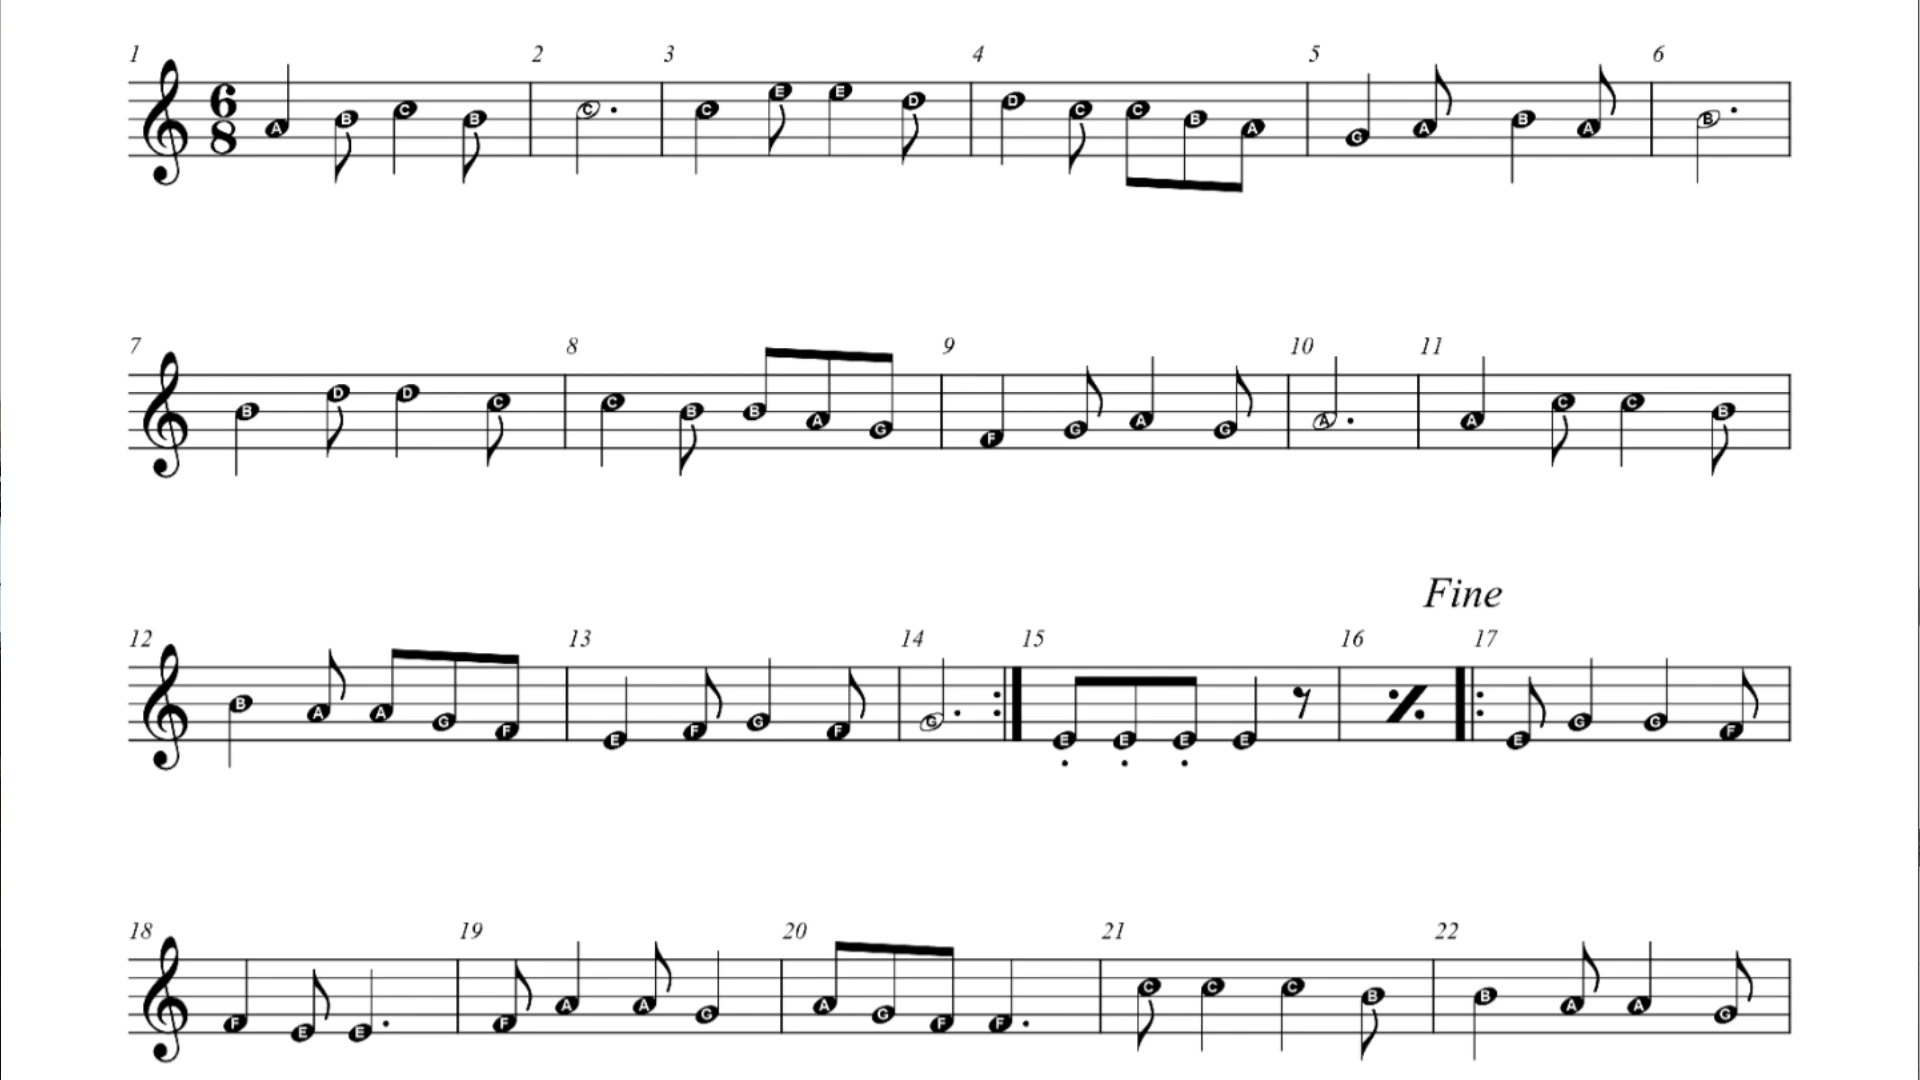 1 2 3 4 5 6
6
8
A B C B C C E E D D C C B A G A B A B
7 8 9 10 11
B D D C C B B A G F G A G A A C C B
Fine
12 13 14 15 16 17
B A A G F E F G F G E E E E E G G F
18 19 20 21 22
F E E F A A G A G F F C C C B B A A G